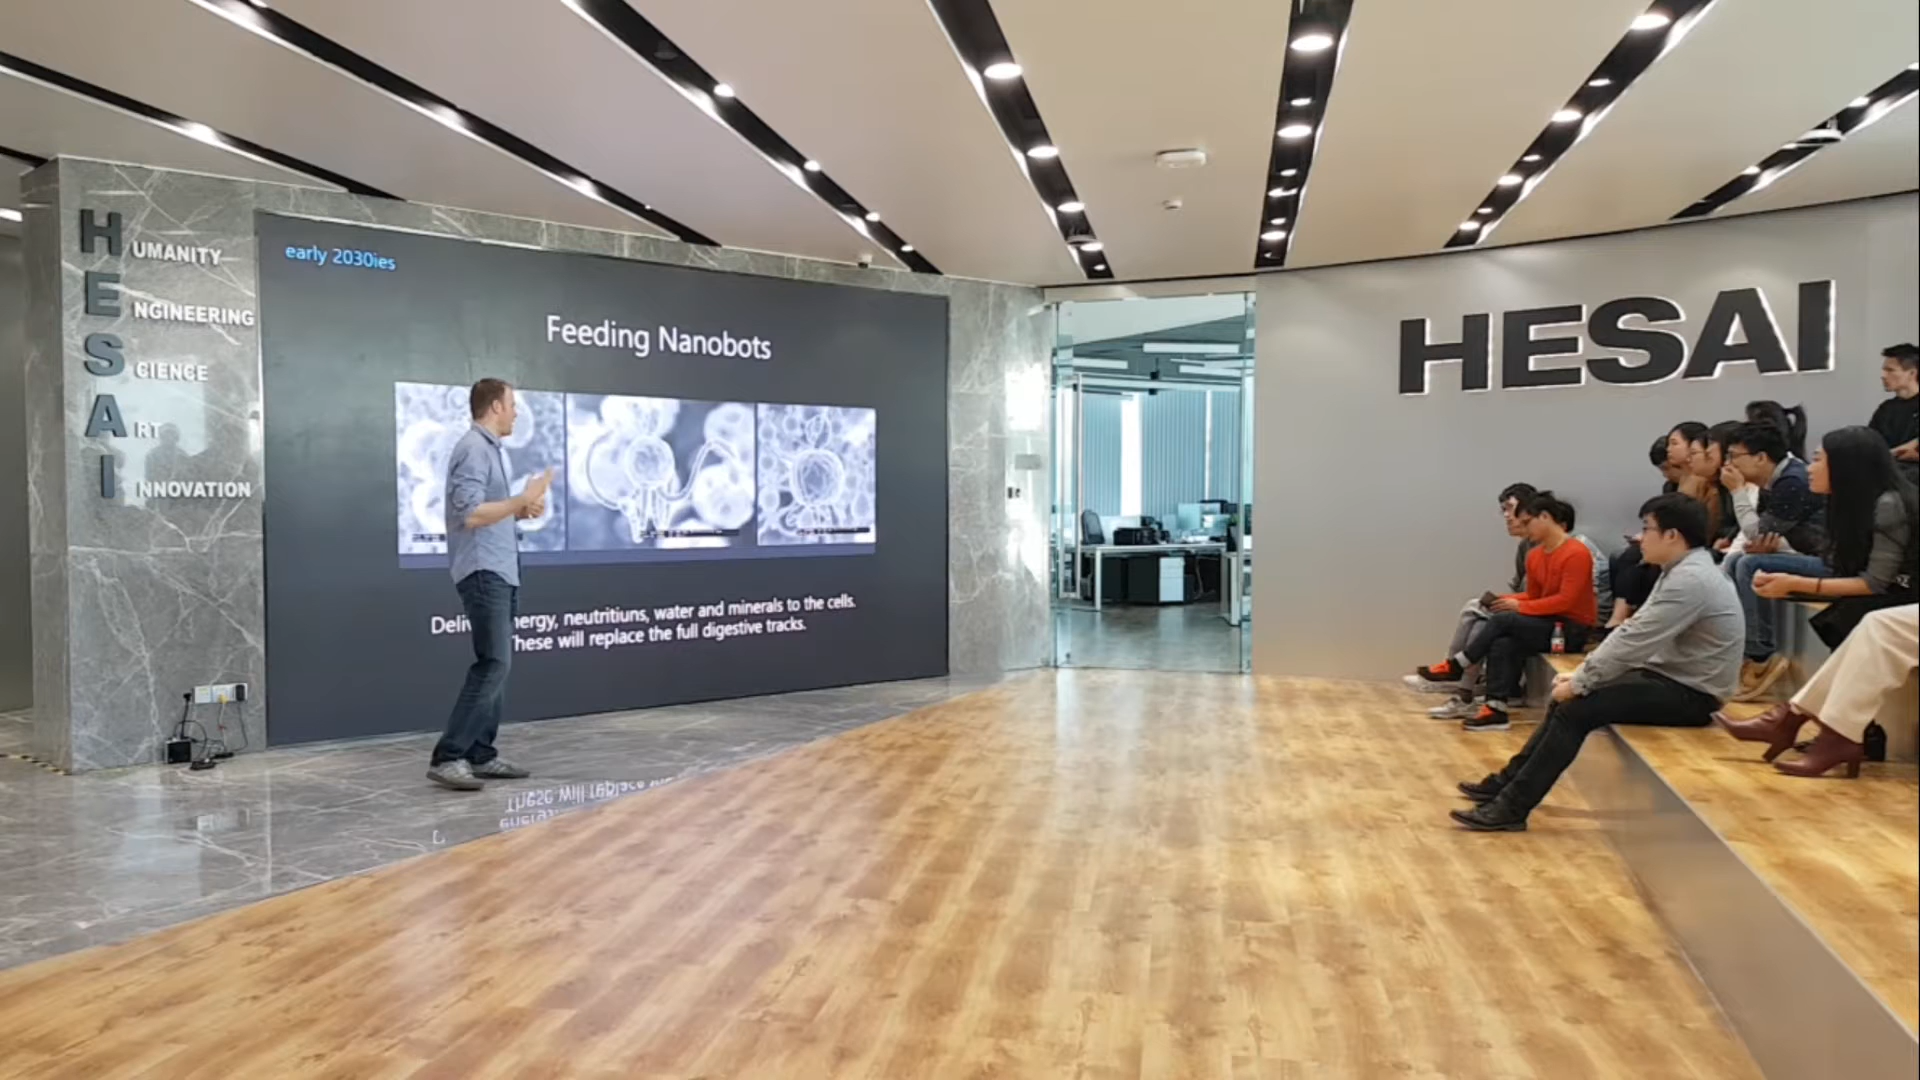 HUMANITY
ENGINEERING
SCIENCE
ART
INNOVATION
early 2030ies
Feeding Nanobots
neutritiuns, water and minerals to the cells.
These will replace the full digestive tracks.
HESAI